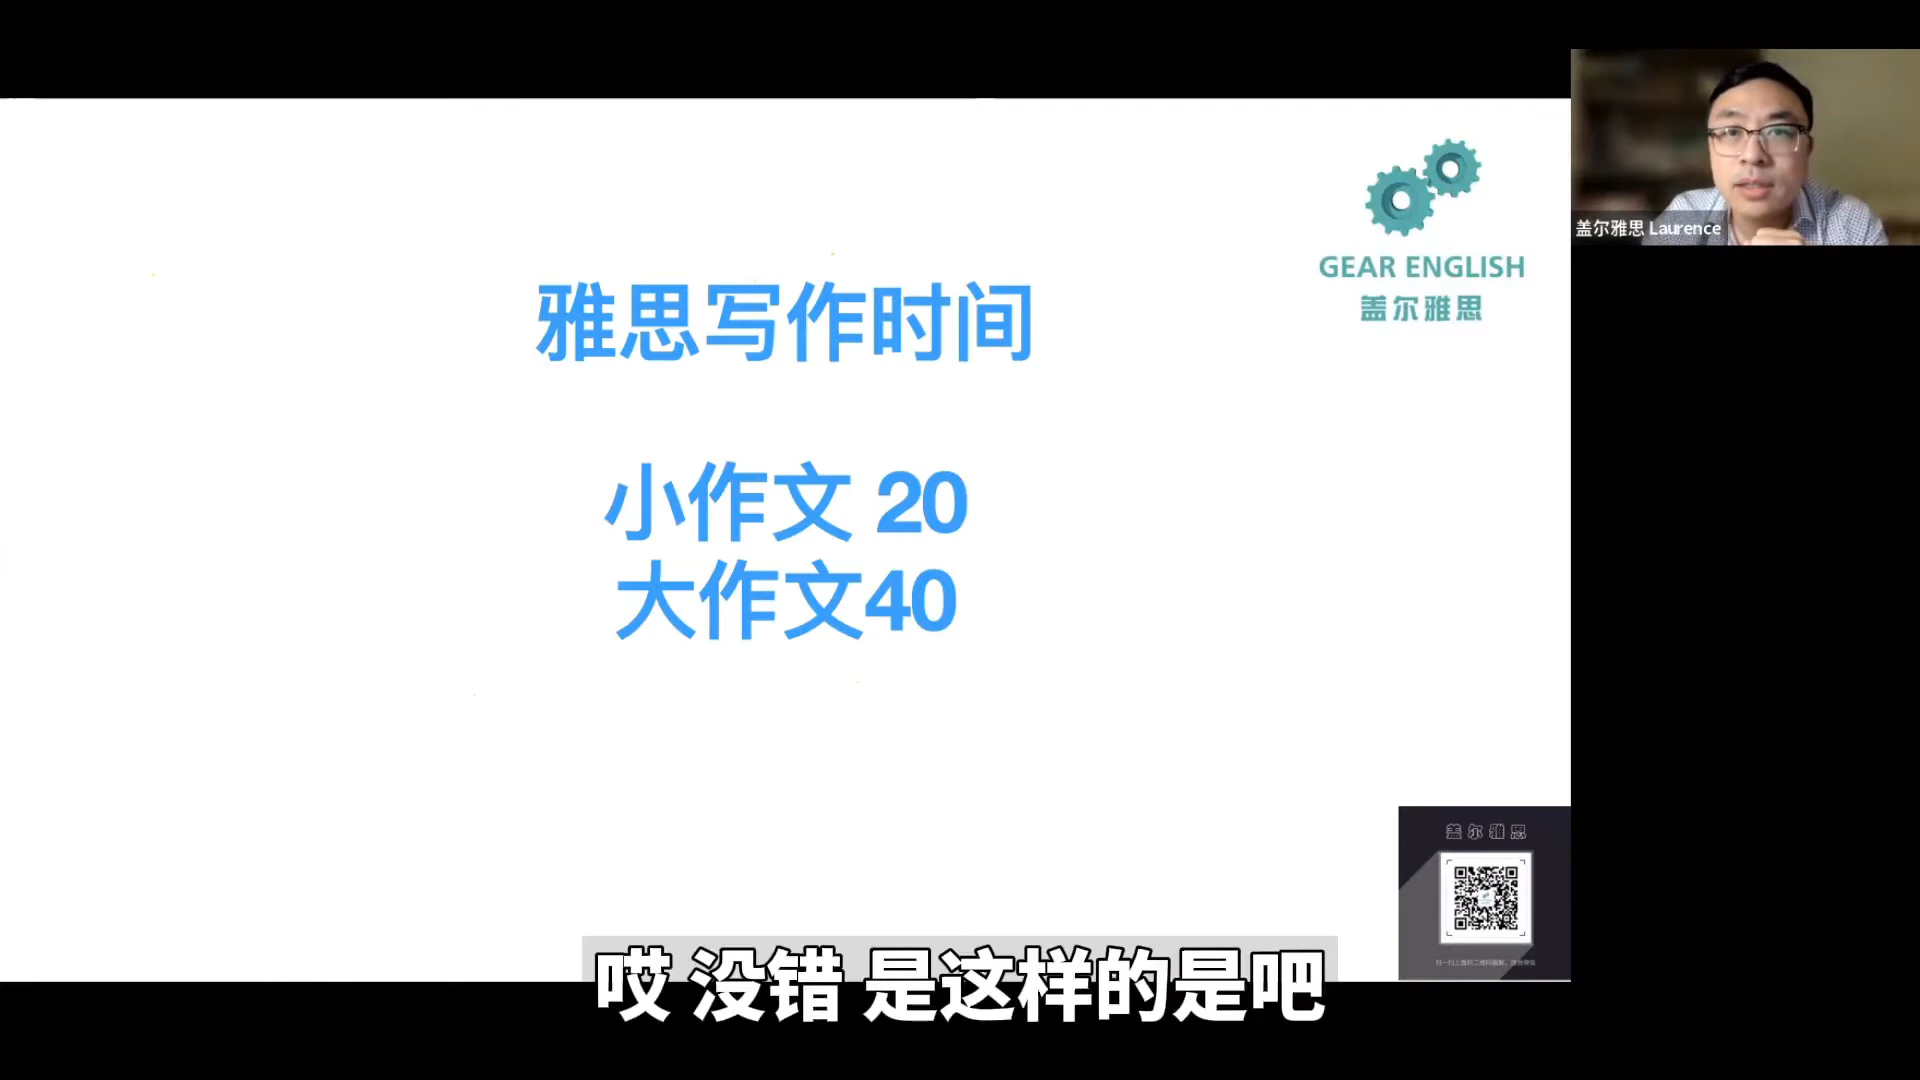 盖尔雅思 Laurence
GEAR ENGLISH
盖尔雅思
雅思写作时间
小作文 20
大作文40
盖尔雅思
哎 没错 是这样的是吧